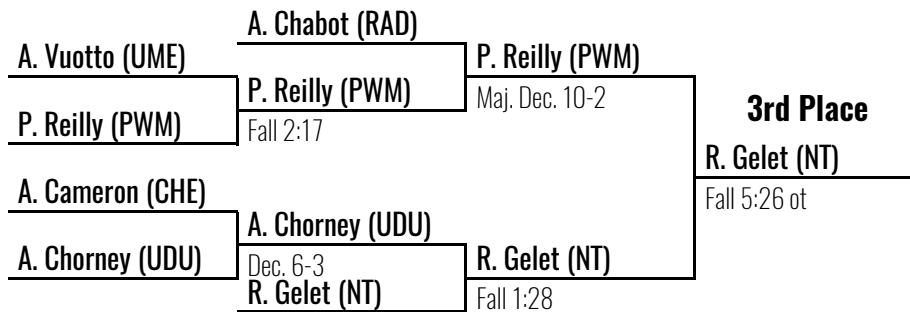 A. Chabot (RAD)
A. Vuotto (UME)
P. Reilly (PWM)
P. Reilly (PWM)
Maj. Dec. 10-2
P. Reilly (PWM)
Fall 2:17
3rd Place
R. Gelet (NT)
Fall 5:26 ot
A. Cameron (CHE)
A. Chorney (UDU)
A. Chorney (UDU)
Dec. 6-3
R. Gelet (NT)
R. Gelet (NT)
Fall 1:28